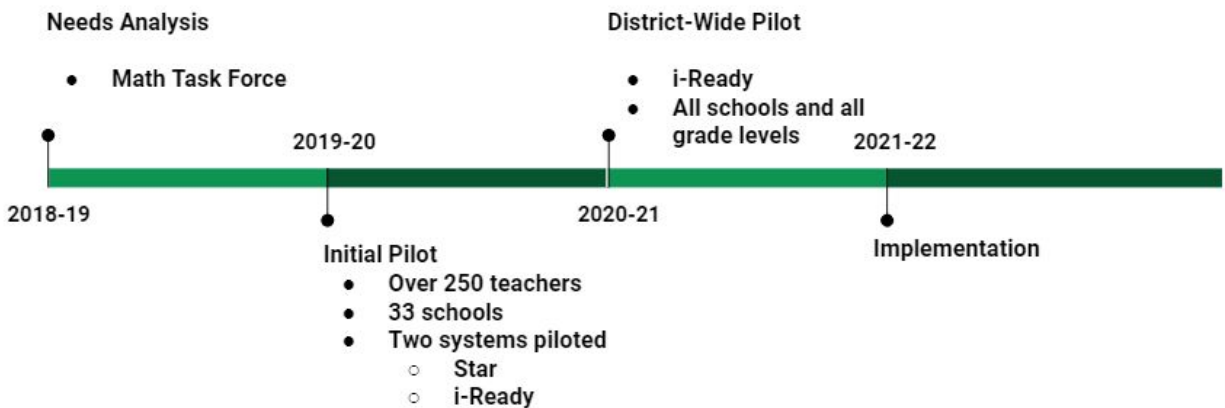 Needs Analysis
● Math Task Force
2018-19
2019-20
Initial Pilot
● Over 250 teachers
● 33 schools
● Two systems piloted
○ Star
○ i-Ready
District-Wide Pilot
● i-Ready
● All schools and all
grade levels
2020-21
2021-22
Implementation